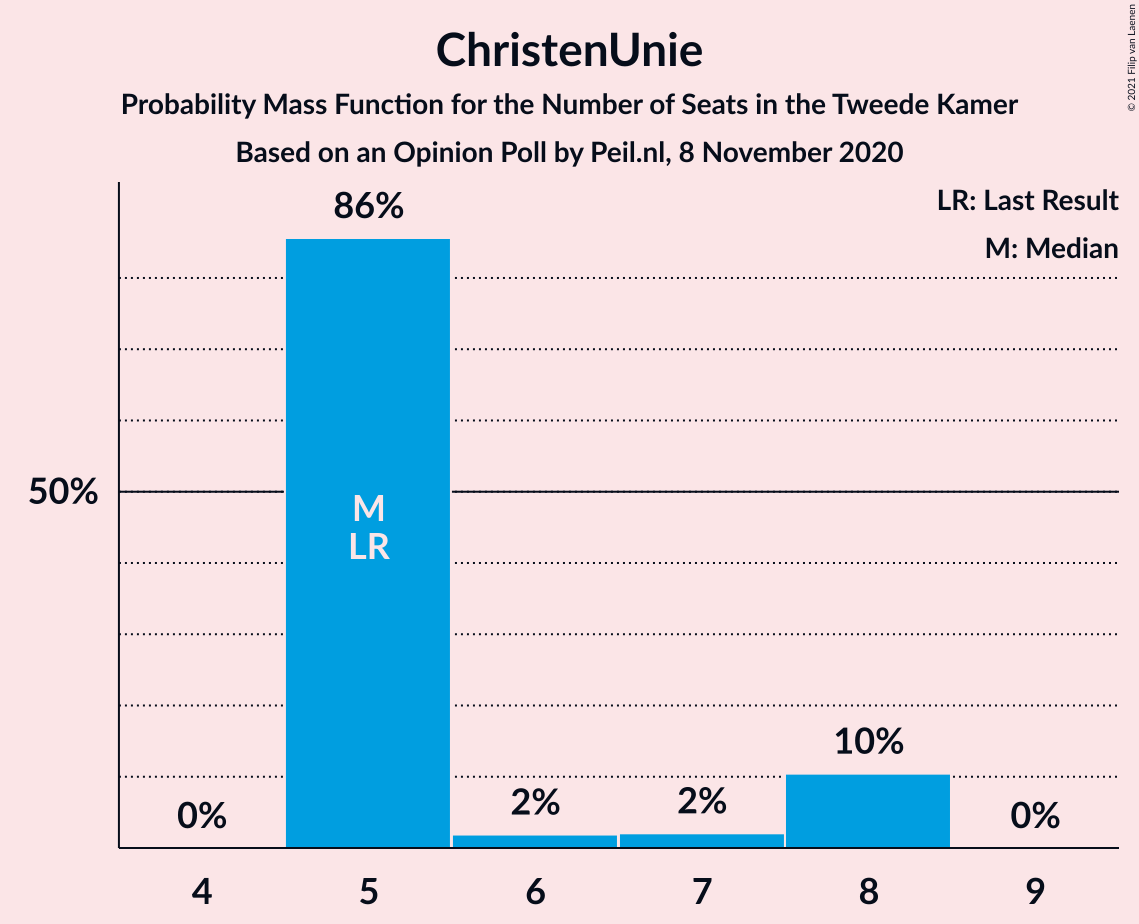 ChristenUnie
Probability Mass Function for the Number of Seats in the Tweede Kamer
Based on an Opinion Poll by Peil.nl, 8 November 2020
© 2021 Filip van Laenen
LR: Last Result
M: Median
86%
50%
M
LR
10%
0%
2%
2%
0%
4
5
6
7
8
9